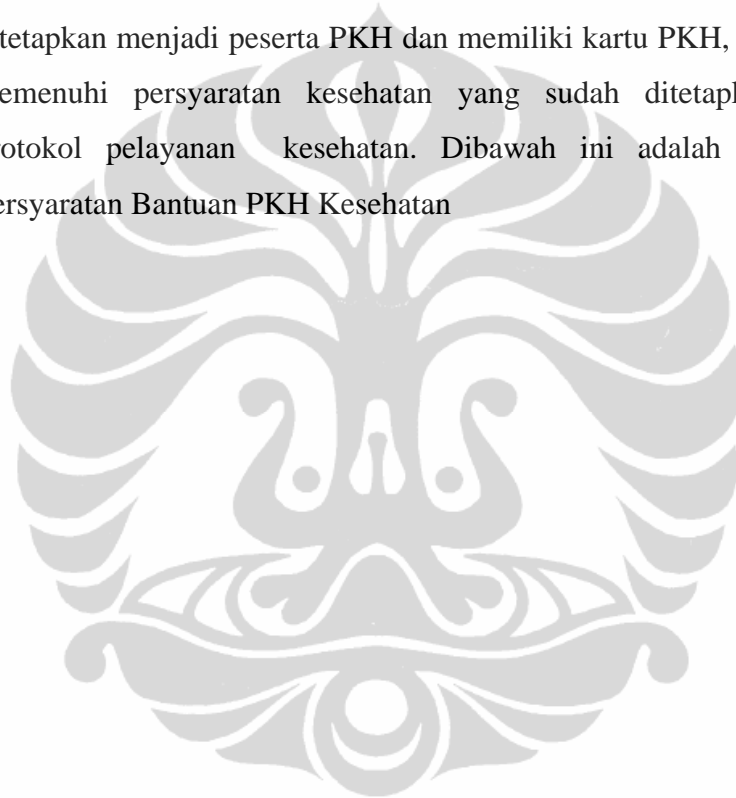 tetapkan menjadi peserta PKH dan memiliki kartu PKH,
emenuhi persyaratan kesehatan yang sudah ditetapk
rotokol pelayanan kesehatan. Dibawah ini adalah
ersyaratan Bantuan PKH Kesehatan